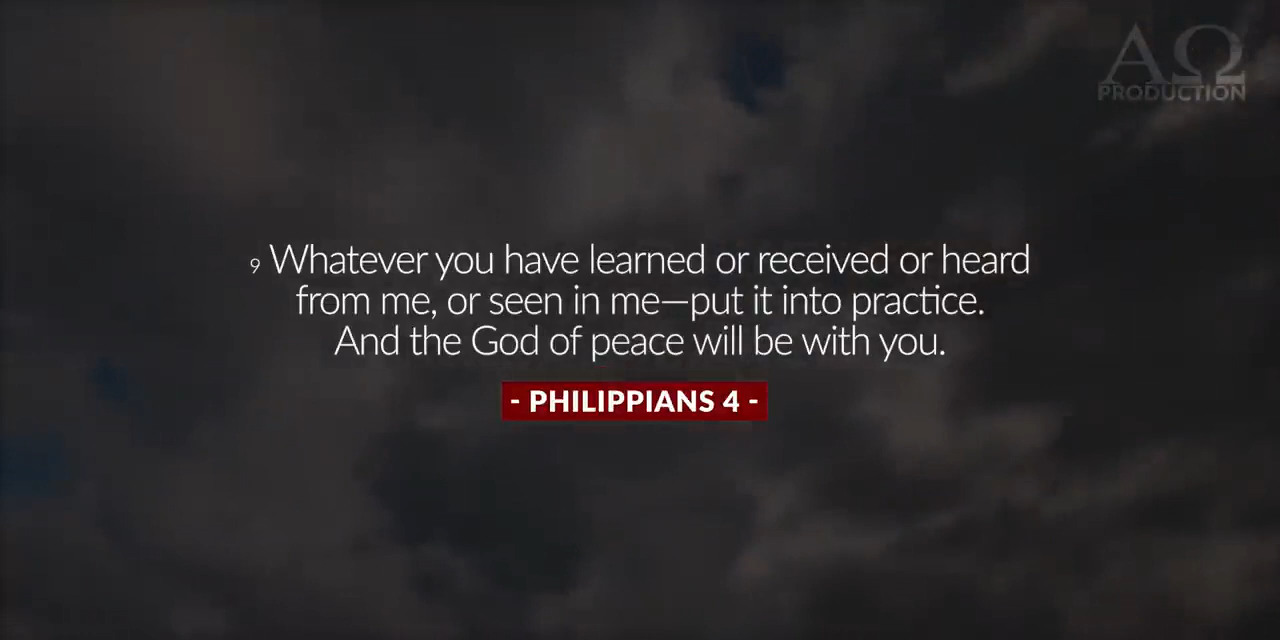 ΑΩ
PRODUCTION
9 Whatever you have learned or received or heard
from me, or seen in me—put it into practice.
And the God of peace will be with you.
- PHILIPPIANS 4 -